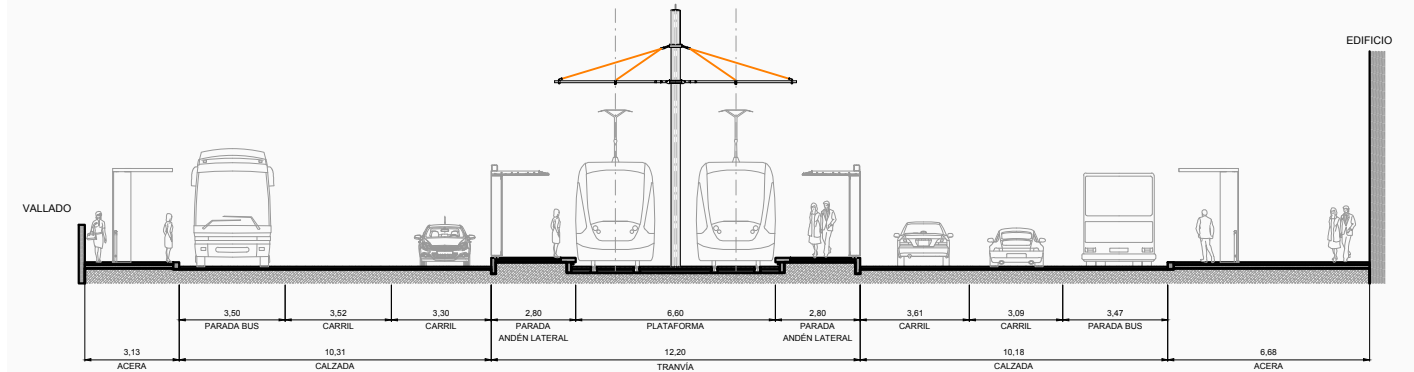 EDIFICIO
VALLADO
3,50
PARADA BUS
3,52
CARRIL
3,30
CARRIL
2,80
PARADA
ANDÉN LATERAL
6,60
PLATAFORMA
2,80
PARADA
ANDÉN LATERAL
3,61
CARRIL
3,09
CARRIL
3,47
PARADA BUS
3,13
ACERA
10,31
CALZADA
12,20
TRANVÍA
10,18
CALZADA
6,68
ACERA